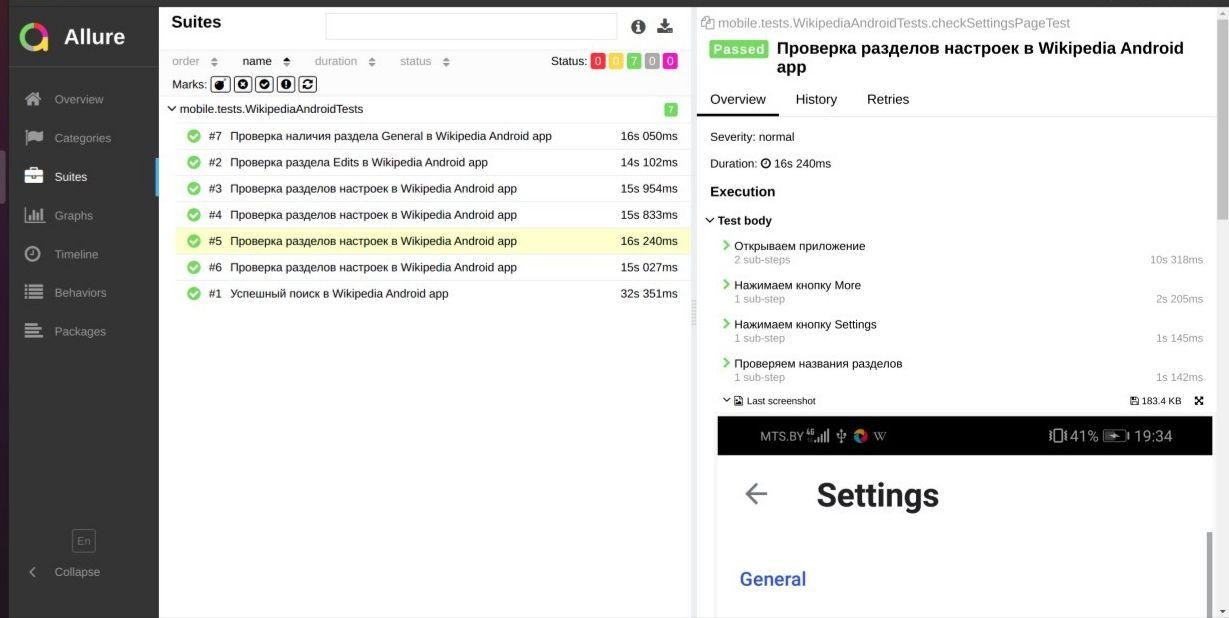 Allure
Overview
Categories
Suites
Graphs
Timeline
Behaviors
Packages
En
Collapse
Suites
order name duration status Status: 0 0 7 0 0
Marks:
mobile.tests.WikipediaAndroidTests 7
#7 Проверка наличия раздела General в Wikipedia Android app 16s 050ms
#2 Проверка раздела Edits в Wikipedia Android app 14s 102ms
#3 Проверка разделов настроек в Wikipedia Android app 15s 954ms
#4 Проверка разделов настроек в Wikipedia Android app 15s 833ms
#5 Проверка разделов настроек в Wikipedia Android app 16s 240ms
#6 Проверка разделов настроек в Wikipedia Android app 15s 027ms
#1 Успешный поиск в Wikipedia Android app 32s 351ms
mobile.tests.WikipediaAndroidTests.checkSettingsPageTest
Passed Проверка разделов настроек в Wikipedia Android
app
Overview History Retries
Severity: normal
Duration: 16s 240ms
Execution
Test body
Открываем приложение
2 sub-steps 10s 318ms
Нажимаем кнопку More
1 sub-step 2s 205ms
Нажимаем кнопку Settings
1 sub-step 1s 145ms
Проверяем названия разделов
1 sub-step 1s 142ms
Last screenshot 183.4 KB
MTS.BY 4G W 41% 19:34
Settings
General